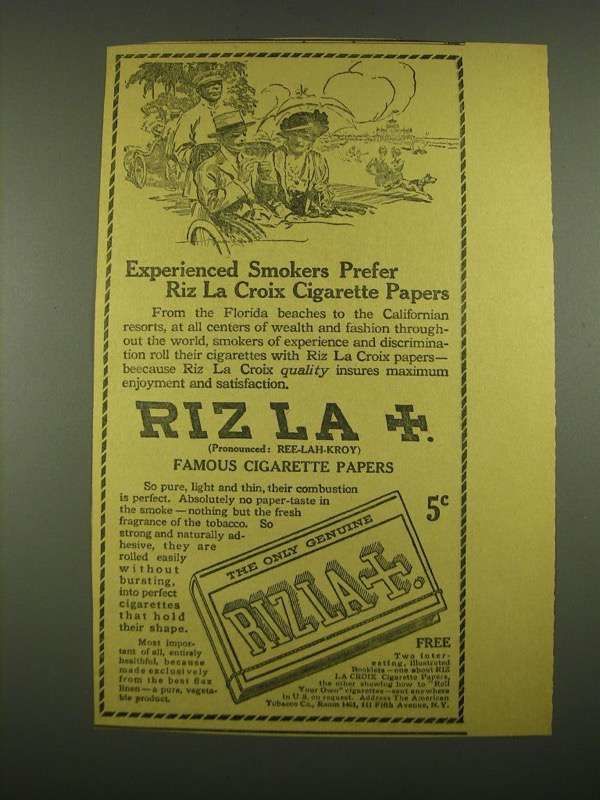 Experienced Smokers Prefer
Riz La Croix Cigarette Papers
From the Florida beaches to the Californian
resorts, at all centers of wealth and fashion through-
out the world, smokers of experience and discrimina-
tion roll their cigarettes with Riz La Croix papers—
beecause Riz La Croix quality insures maximum
enjoyment and satisfaction.
RIZ LA ✠.
(Pronounced: REE-LAH-KROY)
FAMOUS CIGARETTE PAPERS
So pure, light and thin, their combustion
is perfect. Absolutely no paper-taste in
the smoke—nothing but the fresh
fragrance of the tobacco. So
strong and naturally ad-
hesive, they are
rolled easily
without
bursting,
into perfect
cigarettes
that hold
their shape.
Most impor-
tant of all, entirely
healthful, because
made exclusively
from the best flax
linen—a pure, vegeta-
ble product.
5c
THE ONLY GENUINE
RIZ LA ✠.
FREE
Two inter-
esting, illustrated
Booklets—one about RIZ
LA CROIX Cigarette Papers,
the other showing how to "Roll
Your Own" cigarettes—sent anywhere
in U.S. on request. Address The American
Tobacco Co., Room 1401, 111 Fifth Avenue, N.Y.